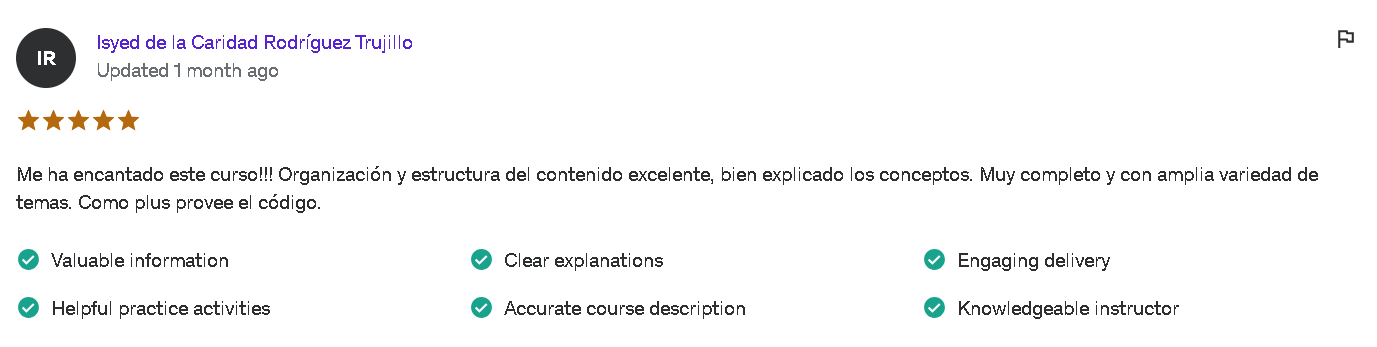 IR
Isyed de la Caridad Rodríguez Trujillo
Updated 1 month ago
Me ha encantado este curso!!! Organización y estructura del contenido excelente, bien explicado los conceptos. Muy completo y con amplia variedad de
temas. Como plus provee el código.
Valuable information
Clear explanations
Engaging delivery
Helpful practice activities
Accurate course description
Knowledgeable instructor